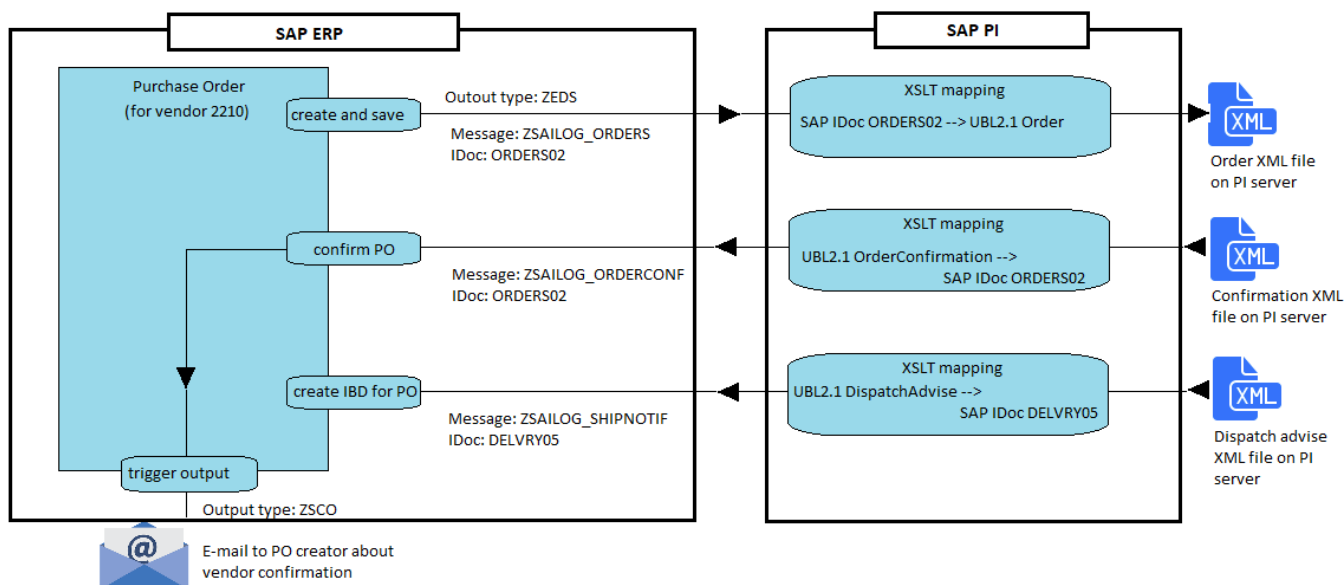 SAP ERP
SAP PI
Purchase Order
(for vendor 2210)
create and save
Outout type: ZEDS
Message: ZSAILOG_ORDERS
IDoc: ORDERS02
XSLT mapping
SAP IDoc ORDERS02 --> UBL2.1 Order
XML
Order XML file
on PI server
confirm PO
Message: ZSAILOG_ORDERCONF
IDoc: ORDERS02
XSLT mapping
UBL2.1 OrderConfirmation -->
SAP IDoc ORDERS02
XML
Confirmation XML
file on PI server
create IBD for PO
Message: ZSAILOG_SHIPNOTIF
IDoc: DELVRY05
XSLT mapping
UBL2.1 DispatchAdvise -->
SAP IDoc DELVRY05
XML
Dispatch advise
XML file on PI
server
trigger output
Output type: ZSCO
@
E-mail to PO creator about
vendor confirmation